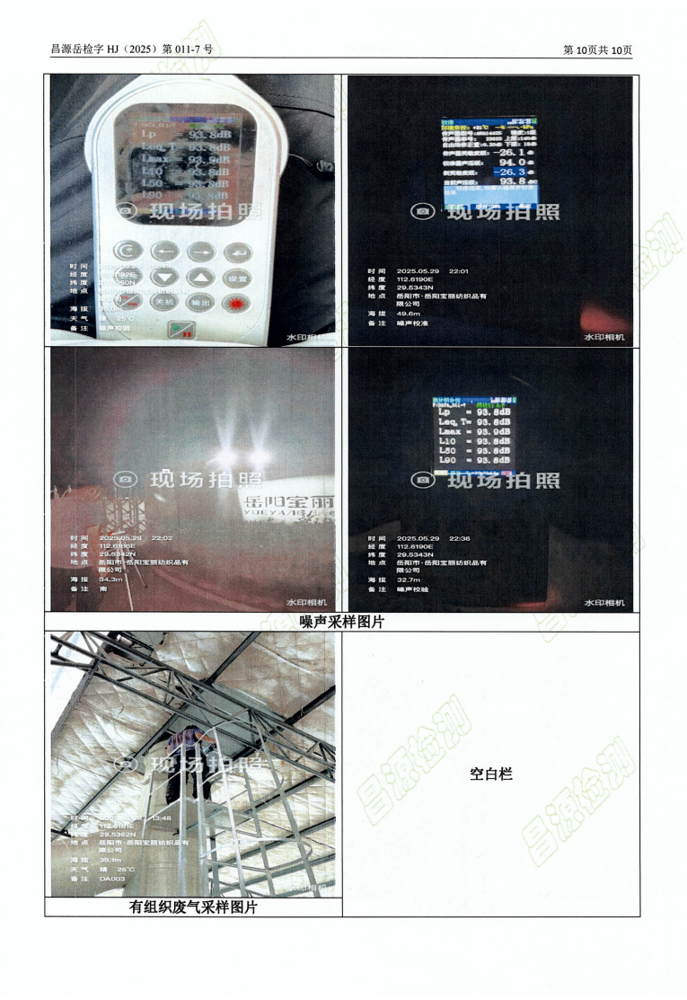 昌源岳检字 HJ（2025）第 011-7 号
第 10页共 10页
Lp = 93.8dB
Leq,T= 93.8dB
Lmax = 93.9dB
L10 = 93.8dB
L50 = 93.8dB
L90 = 93.8dB
现场拍照
设置
关机
输出
时间
经度
纬度
地点
海拔
天气 晴 25℃
备注 噪声校验
水印相机
校准
-26.1
94.0
-26.3
93.8
现场拍照
时间 2025.05.29 22:01
经度 112.6190E
纬度 29.5343N
地点 岳阳市·岳阳宝丽纺织品有
限公司
海拔 49.6m
备注 噪声校准
水印相机
现场拍照
岳阳宝丽
YUEYANGB
时间 2025.05.29 22:02
经度 112.6186E
纬度 29.5342N
地点 岳阳市·岳阳宝丽纺织品有
限公司
海拔 34.3m
备注 南
水印相机
Lp = 93.8dB
Leq,T= 93.8dB
Lmax = 93.9dB
L10 = 93.8dB
L50 = 93.8dB
L90 = 93.8dB
现场拍照
时间 2025.05.29 22:36
经度 112.6190E
纬度 29.5343N
地点 岳阳市·岳阳宝丽纺织品有
限公司
海拔 32.7m
备注 噪声校验
水印相机
噪声采样图片
现场拍照
时间 13:48
经度 112.6181E
纬度 29.5362N
地点 岳阳市·岳阳宝丽纺织品有
限公司
海拔 35.1m
天气 晴 26℃
备注 DA003
水印相机
空白栏
有组织废气采样图片
昌源检测
昌源检测